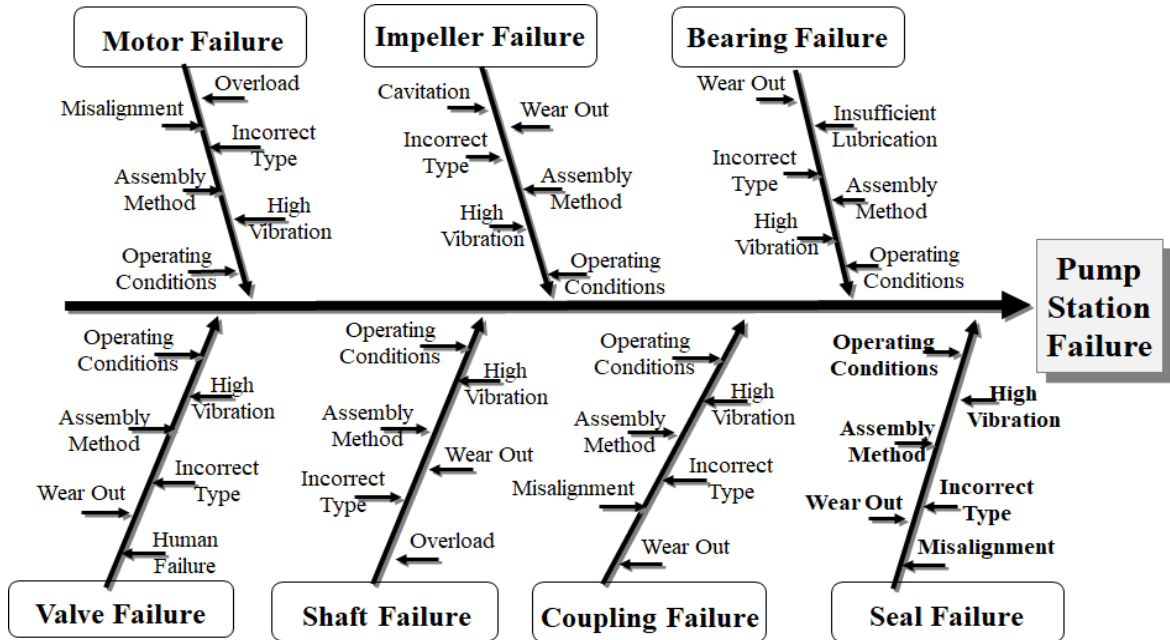 Motor Failure
Overload
Misalignment
Incorrect
Type
Assembly
Method
High
Vibration
Operating
Conditions
Impeller Failure
Cavitation
Wear Out
Incorrect
Type
Assembly
Method
High
Vibration
Operating
Conditions
Bearing Failure
Wear Out
Insufficient
Lubrication
Incorrect
Type
Assembly
Method
High
Vibration
Operating
Conditions
Pump
Station
Failure
Operating
Conditions
High
Vibration
Assembly
Method
Incorrect
Type
Wear Out
Human
Failure
Valve Failure
Operating
Conditions
High
Vibration
Assembly
Method
Wear Out
Incorrect
Type
Overload
Shaft Failure
Operating
Conditions
High
Vibration
Assembly
Method
Incorrect
Type
Misalignment
Wear Out
Coupling Failure
Operating
Conditions
High
Vibration
Assembly
Method
Incorrect
Type
Wear Out
Misalignment
Seal Failure